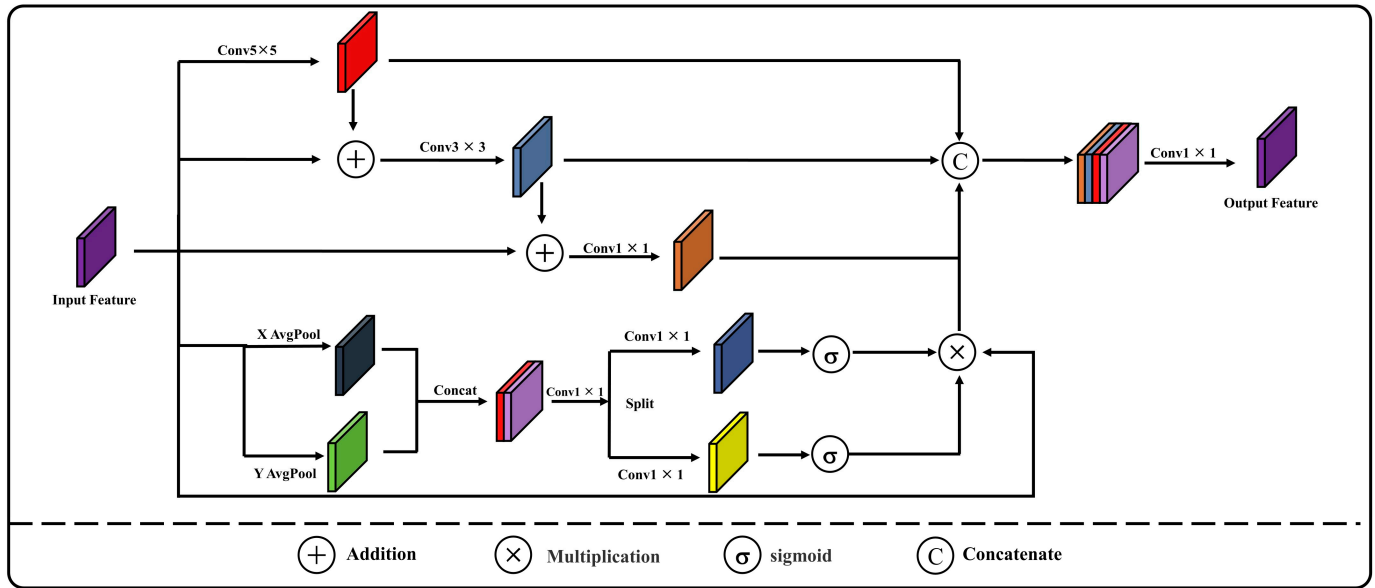 Conv5×5
+
Conv3 × 3
C
Conv1 × 1
Output Feature
+
Conv1 × 1
Input Feature
X AvgPool
Conv1 × 1
σ
×
Concat
Conv1 × 1
Split
Y AvgPool
Conv1 × 1
σ
+ Addition
× Multiplication
σ sigmoid
C Concatenate